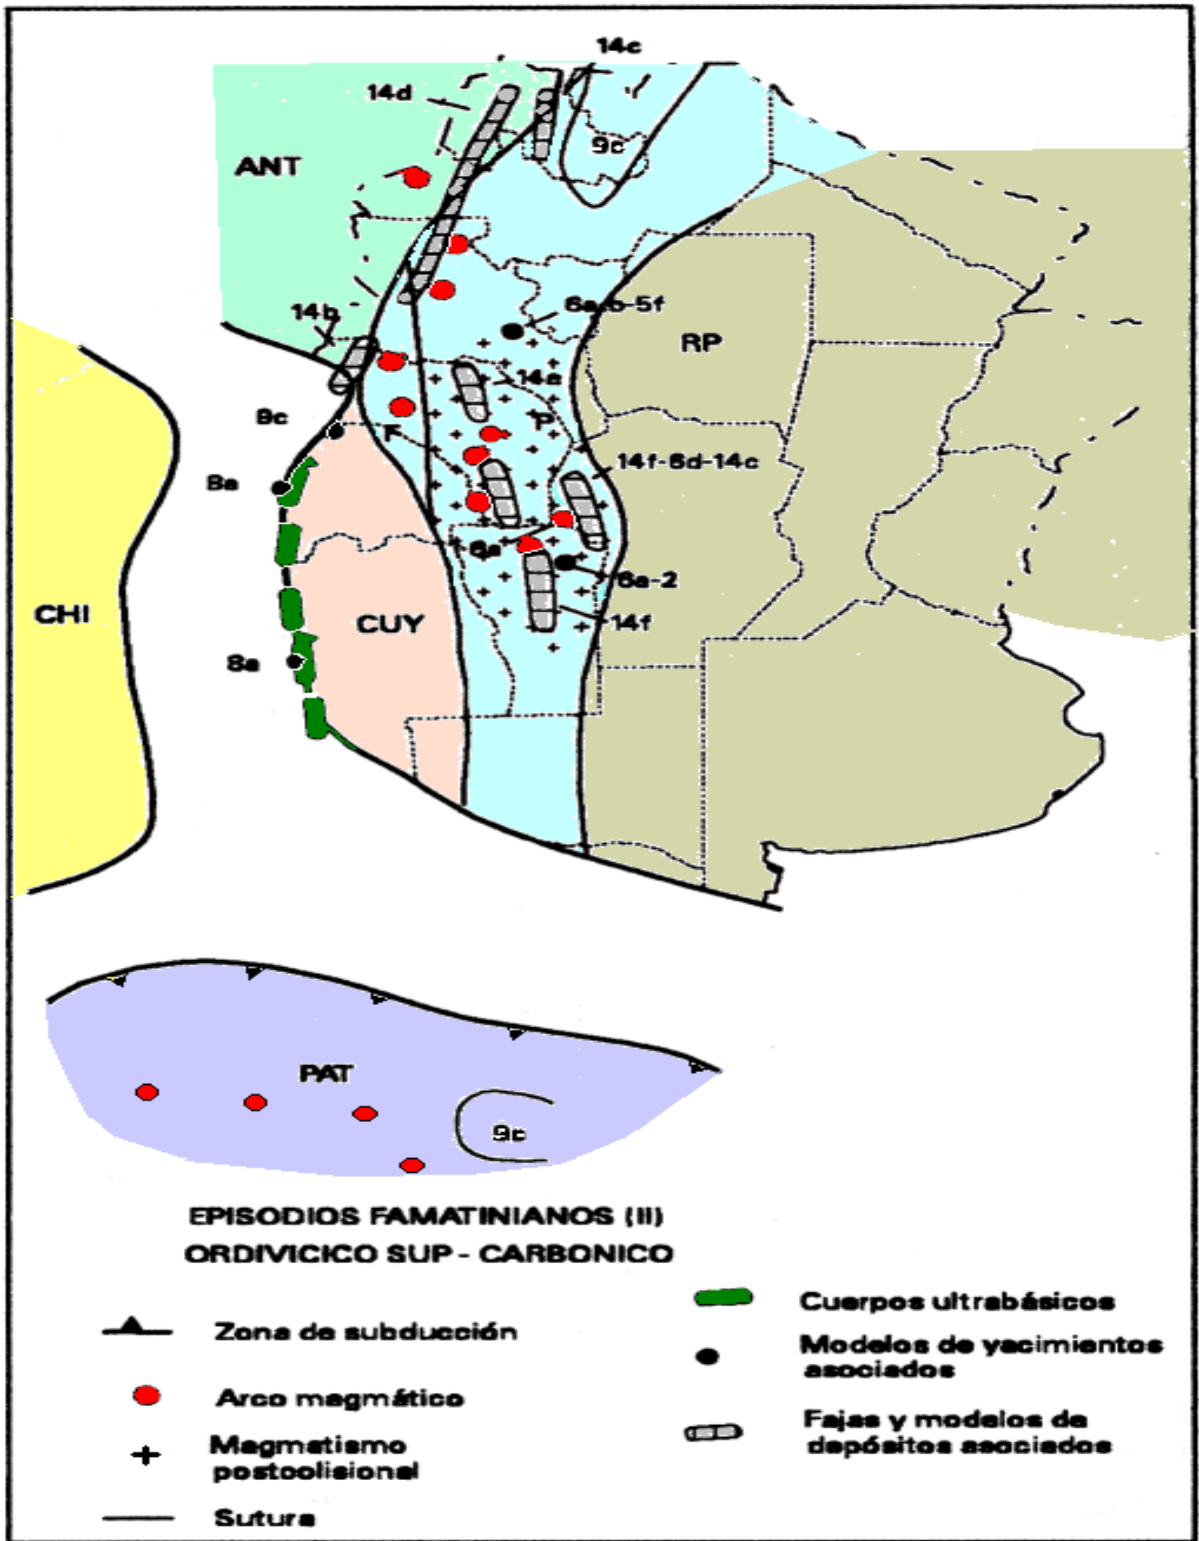 14c
14d
9c
ANT
14b
6a-b-5f
RP
14a
9c
P
P
14f-6d-14c
8a
6a
6a-2
CHI
CUY
14f
8a
PAT
9c
EPISODIOS FAMATINIANOS (II)
ORDIVICICO SUP - CARBONICO
Zona de subducción
Arco magmático
Magmatismo
postcolisional
Sutura
Cuerpos ultrabásicos
Modelos de yacimientos
asociados
Fajas y modelos de
depósitos asociados